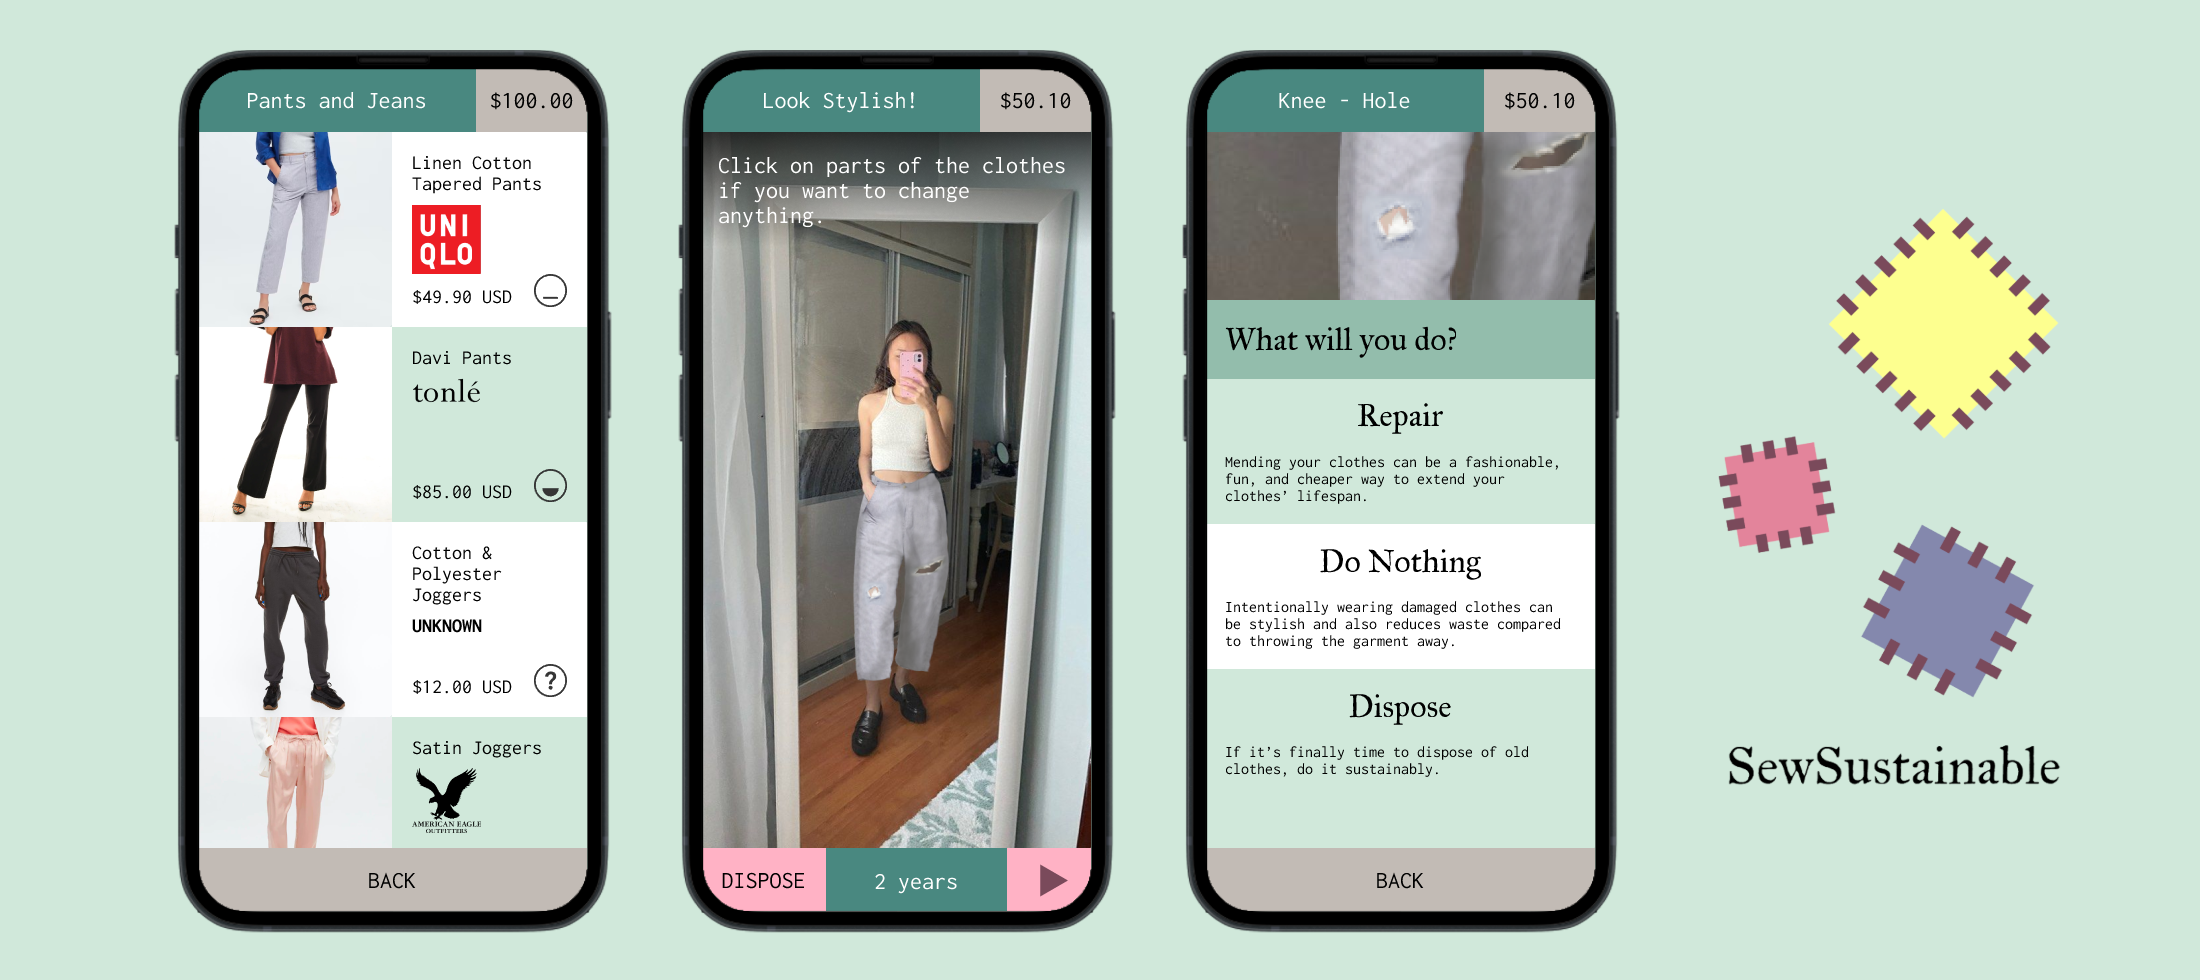 Pants and Jeans
$100.00
Linen Cotton
Tapered Pants
UNI
QLO
$49.90 USD
Davi Pants
tonlé
$85.00 USD
Cotton &
Polyester
Joggers
UNKNOWN
$12.00 USD
?
Satin Joggers
AMERICAN EAGLE
OUTFITTERS
BACK
Look Stylish!
$50.10
Click on parts of the clothes
if you want to change
anything.
DISPOSE
2 years
Knee - Hole
$50.10
What will you do?
Repair
Mending your clothes can be a fashionable,
fun, and cheaper way to extend your
clothes’ lifespan.
Do Nothing
Intentionally wearing damaged clothes can
be stylish and also reduces waste compared
to throwing the garment away.
Dispose
If it’s finally time to dispose of old
clothes, do it sustainably.
BACK
SewSustainable